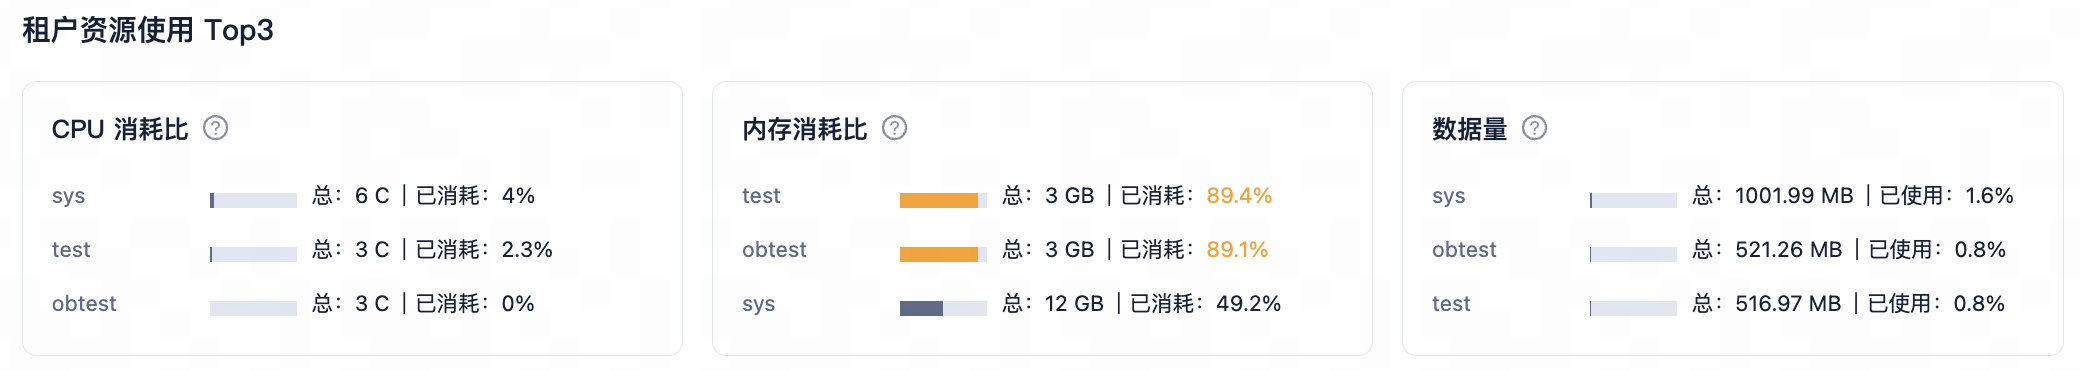 租户资源使用 Top3
CPU 消耗比 ?
sys 总：6 C | 已消耗：4%
test 总：3 C | 已消耗：2.3%
obtest 总：3 C | 已消耗：0%
内存消耗比 ?
test 总：3 GB | 已消耗：89.4%
obtest 总：3 GB | 已消耗：89.1%
sys 总：12 GB | 已消耗：49.2%
数据量 ?
sys 总：1001.99 MB | 已使用：1.6%
obtest 总：521.26 MB | 已使用：0.8%
test 总：516.97 MB | 已使用：0.8%